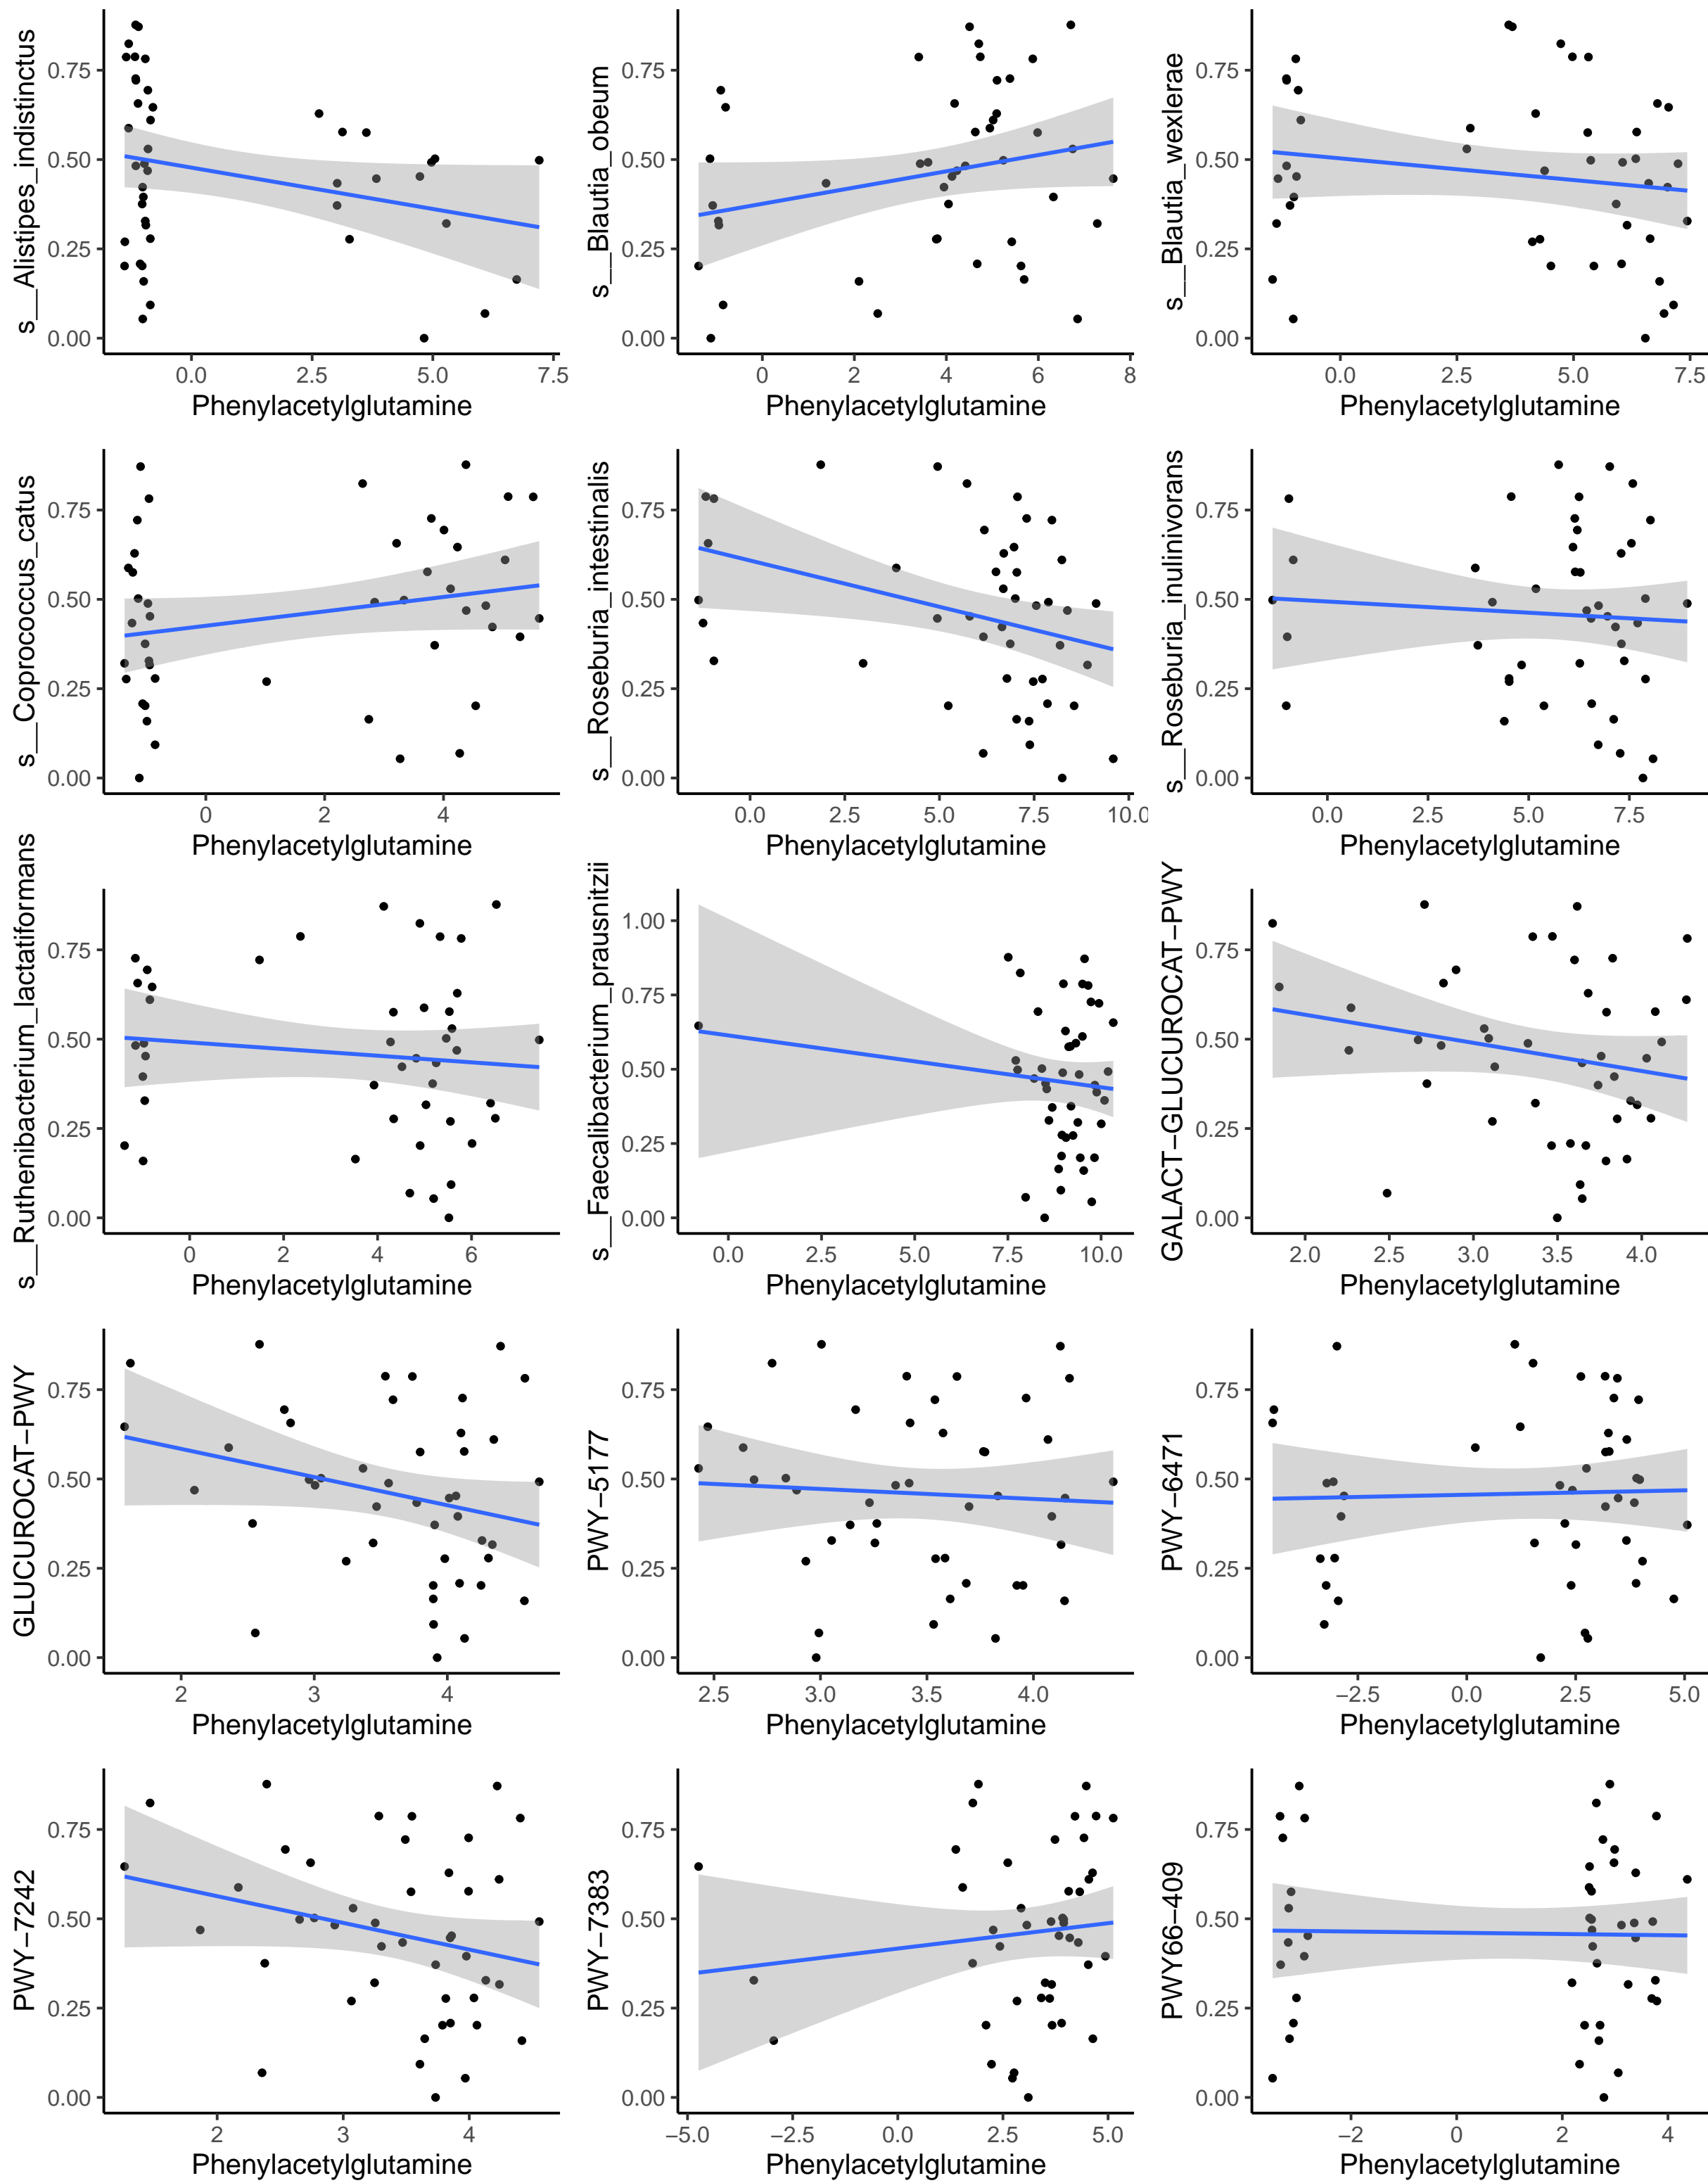 s__Alistipes_indistinctus
0.75
0.50
0.25
0.00
0.0 2.5 5.0 7.5
Phenylacetylglutamine
s__Blautia_obeum
0.75
0.50
0.25
0.00
0 2 4 6 8
Phenylacetylglutamine
s__Blautia_wexlerae
0.75
0.50
0.25
0.00
0.0 2.5 5.0 7.5
Phenylacetylglutamine
s__Coprococcus_catus
0.75
0.50
0.25
0.00
0 2 4
Phenylacetylglutamine
s__Roseburia_intestinalis
0.75
0.50
0.25
0.00
0.0 2.5 5.0 7.5 10.0
Phenylacetylglutamine
s__Roseburia_inulinivorans
0.75
0.50
0.25
0.00
0.0 2.5 5.0 7.5
Phenylacetylglutamine
s__Ruthenibacterium_lactatiformans
0.75
0.50
0.25
0.00
0 2 4 6
Phenylacetylglutamine
s__Faecalibacterium_prausnitzii
1.00
0.75
0.50
0.25
0.00
0.0 2.5 5.0 7.5 10.0
Phenylacetylglutamine
GALACT−GLUCUROCAT−PWY
0.75
0.50
0.25
0.00
2.0 2.5 3.0 3.5 4.0
Phenylacetylglutamine
GLUCUROCAT−PWY
0.75
0.50
0.25
0.00
2 3 4
Phenylacetylglutamine
PWY−5177
0.75
0.50
0.25
0.00
2.5 3.0 3.5 4.0
Phenylacetylglutamine
PWY−6471
0.75
0.50
0.25
0.00
−2.5 0.0 2.5 5.0
Phenylacetylglutamine
PWY−7242
0.75
0.50
0.25
0.00
2 3 4
Phenylacetylglutamine
PWY−7383
0.75
0.50
0.25
0.00
−5.0 −2.5 0.0 2.5 5.0
Phenylacetylglutamine
PWY66−409
0.75
0.50
0.25
0.00
−2 0 2 4
Phenylacetylglutamine